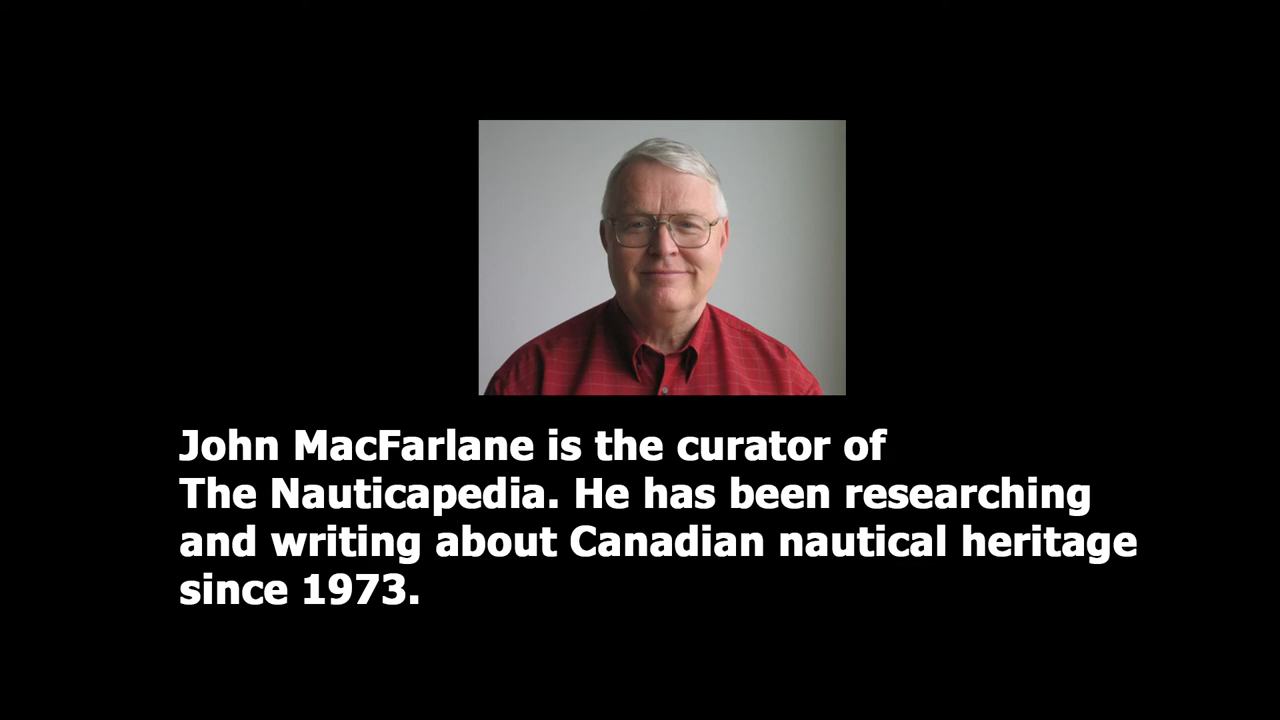 John MacFarlane is the curator of
The Nauticapedia. He has been researching
and writing about Canadian nautical heritage
since 1973.